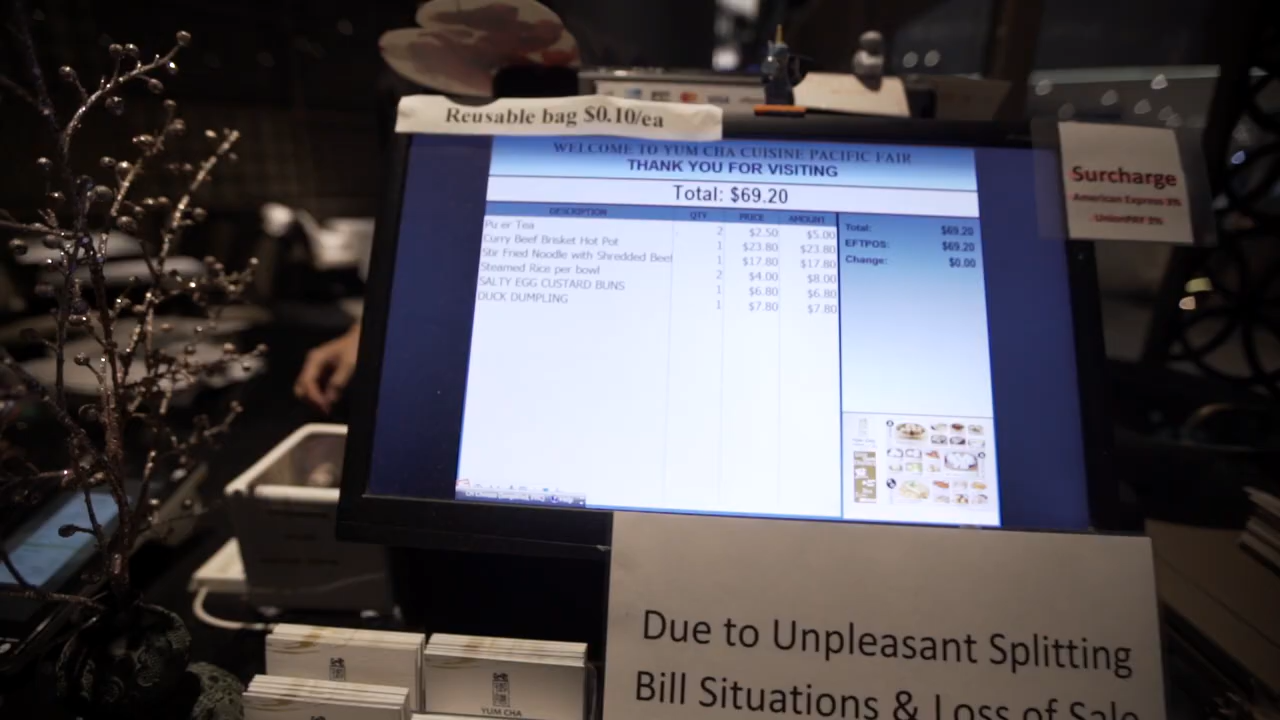 Reusable bag $0.10/ea
WELCOME TO YUM CHA CUISINE PACIFIC FAIR
THANK YOU FOR VISITING
Total: $69.20
DESCRIPTION QTY PRICE AMOUNT
Pu er Tea 2 $2.50 $5.00
Curry Beef Brisket Hot Pot 1 $23.80 $23.80
Stir Fried Noodle with Shredded Beef 1 $17.80 $17.80
Steamed Rice per bowl 2 $4.00 $8.00
SALTY EGG CUSTARD BUNS 1 $6.80 $6.80
DUCK DUMPLING 1 $7.80 $7.80
Total: $69.20
EFTPOS: $69.20
Change: $0.00
Surcharge
American Express 3%
UnionPAY 2%
Due to Unpleasant Splitting
Bill Situations & Loss of Sale
YUM CHA